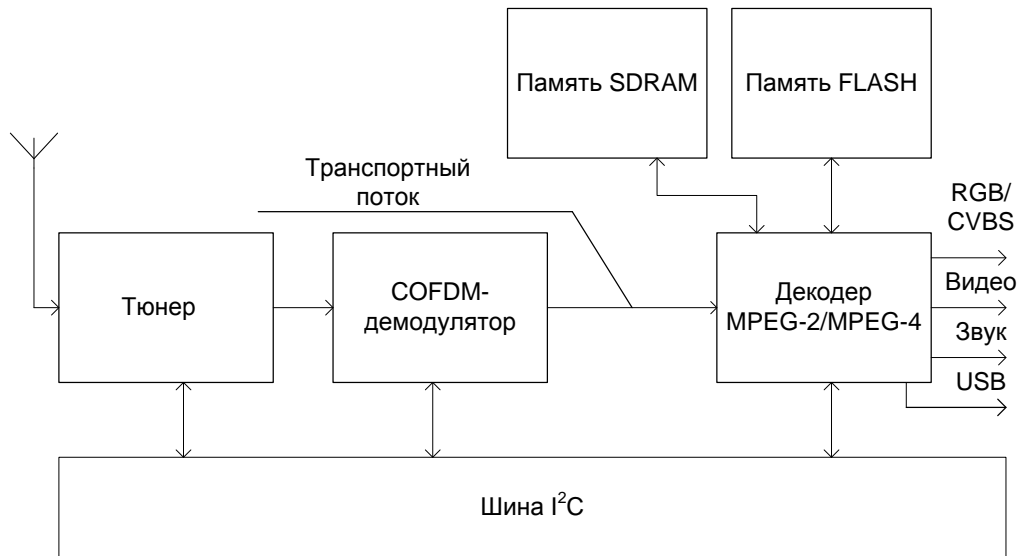 Память SDRAM
Память FLASH
Транспортный
поток
RGB/
CVBS
Тюнер
COFDM-
демодулятор
Декодер
MPEG-2/MPEG-4
Видео
Звук
USB
Шина I²C